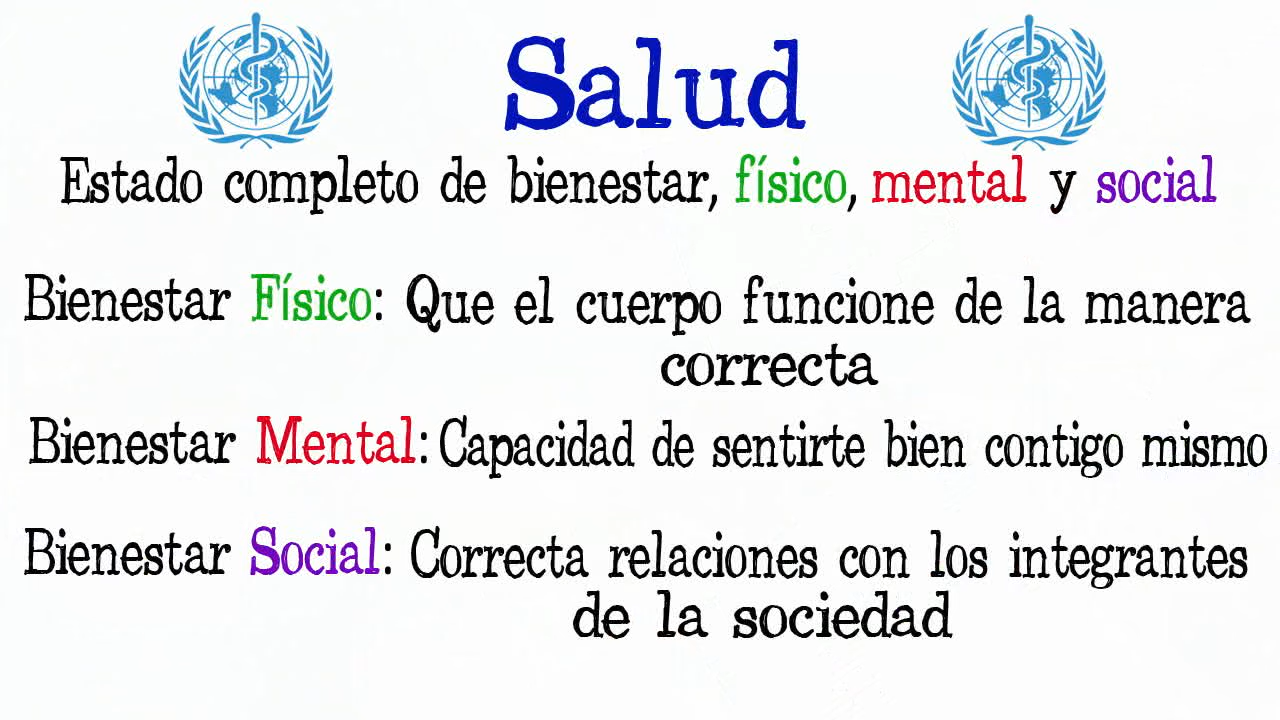 Salud
Estado completo de bienestar, físico, mental y social
Bienestar Físico: Que el cuerpo funcione de la manera
correcta
Bienestar Mental: Capacidad de sentirte bien contigo mismo
Bienestar Social: Correcta relaciones con los integrantes
de la sociedad